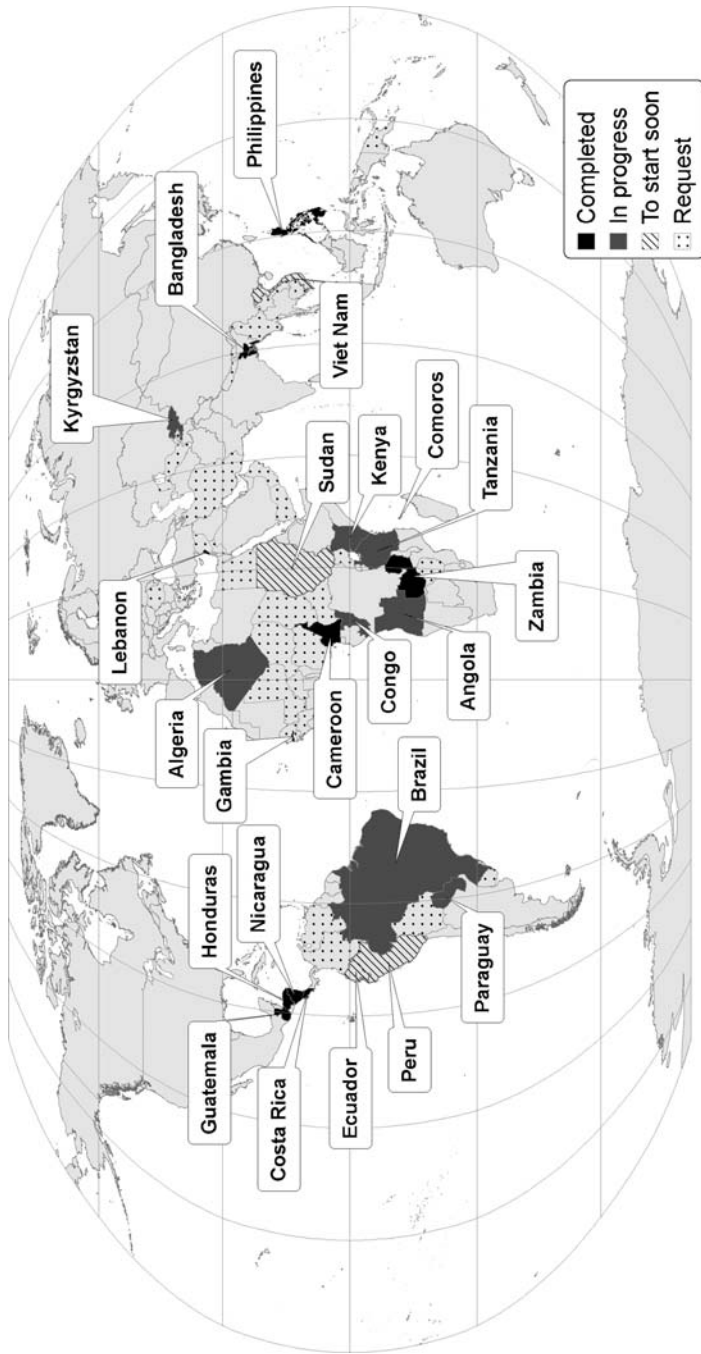 Guatemala
Honduras
Nicaragua
Costa Rica
Ecuador
Peru
Paraguay
Brazil
Gambia
Algeria
Lebanon
Cameroon
Congo
Angola
Zambia
Sudan
Kenya
Comoros
Tanzania
Kyrgyzstan
Bangladesh
Philippines
Viet Nam
Completed
In progress
To start soon
Request